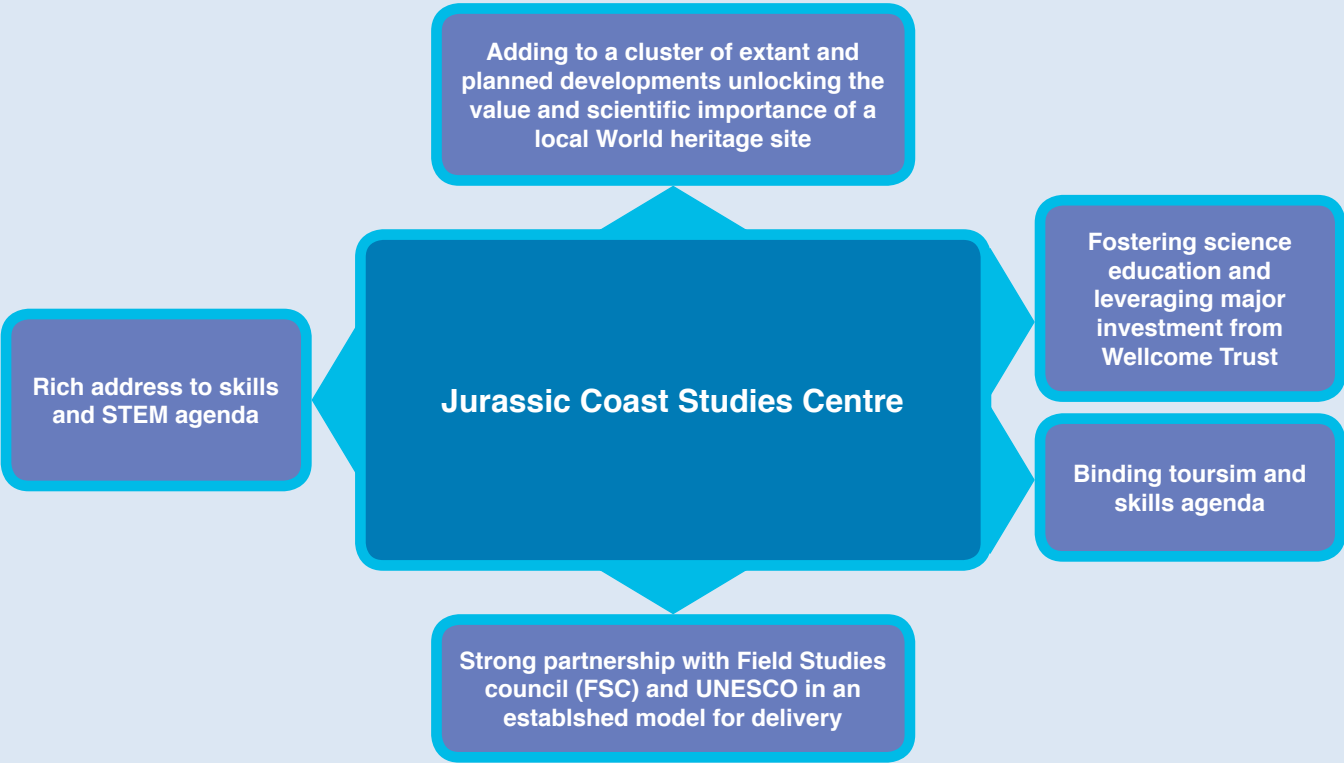 Adding to a cluster of extant and
planned developments unlocking the
value and scientific importance of a
local World heritage site
Fostering science
education and
leveraging major
investment from
Wellcome Trust
Rich address to skills
and STEM agenda
Jurassic Coast Studies Centre
Binding toursim and
skills agenda
Strong partnership with Field Studies
council (FSC) and UNESCO in an
establshed model for delivery